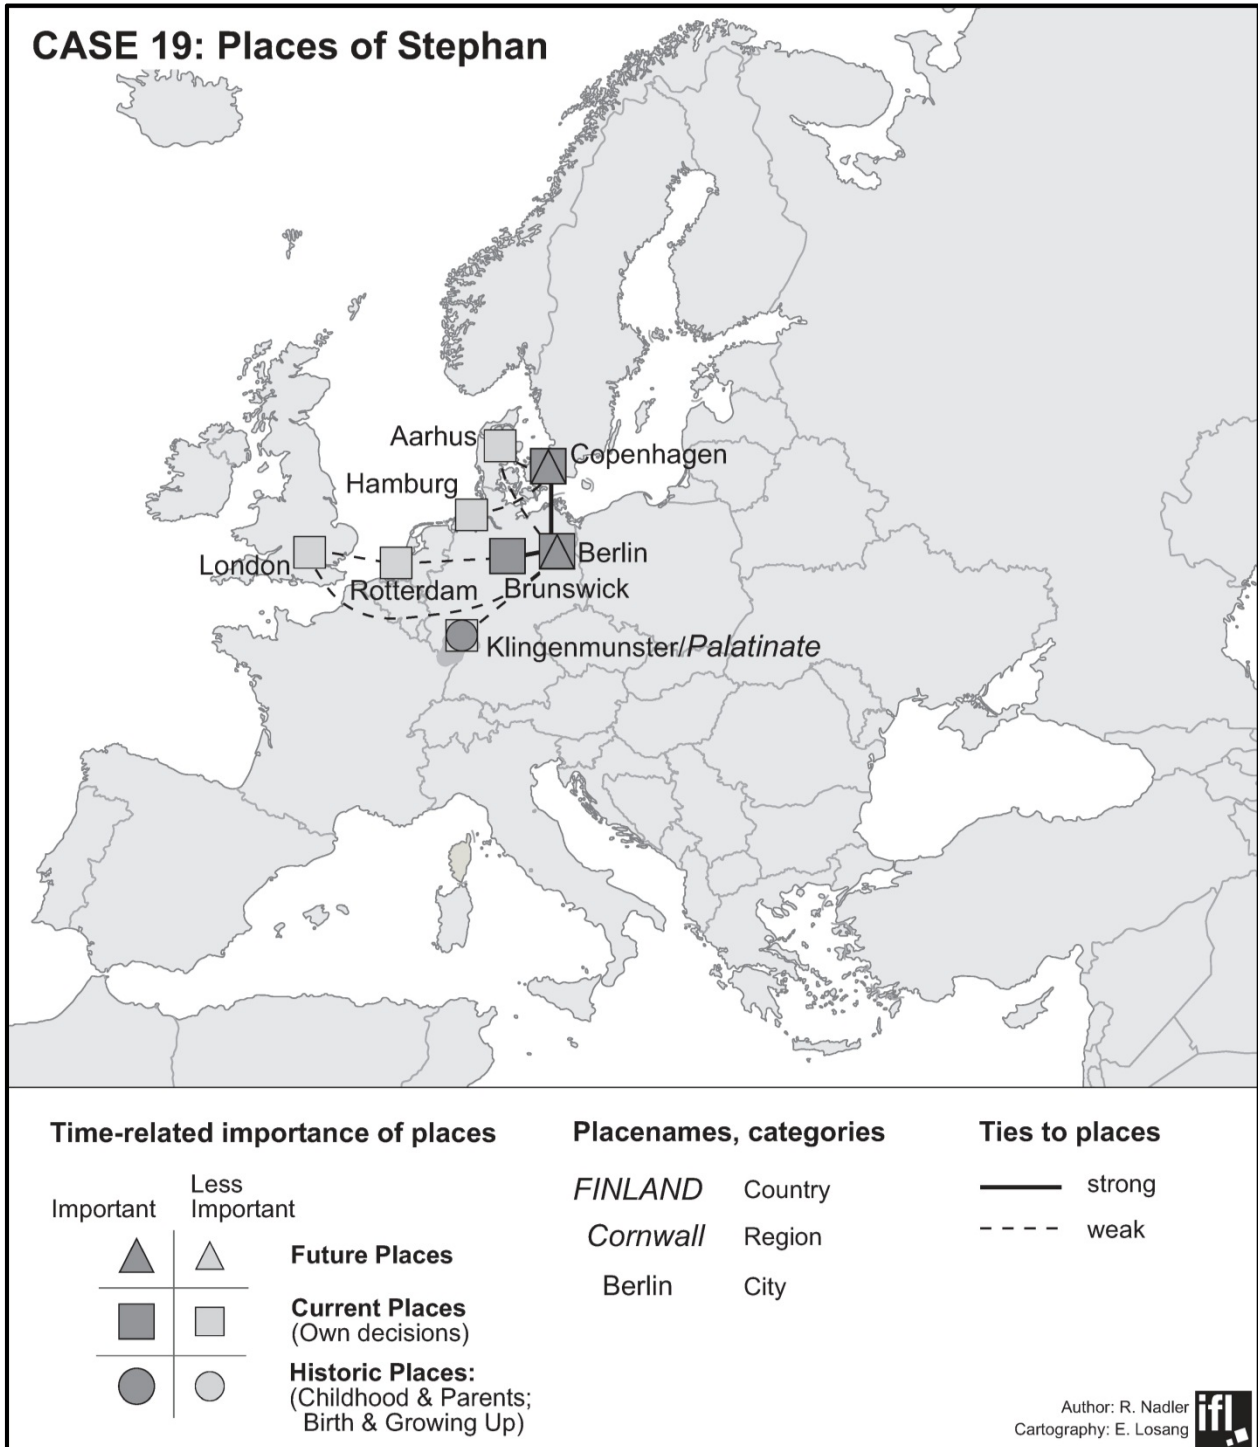 CASE 19: Places of Stephan
Aarhus
Copenhagen
Hamburg
London
Berlin
Rotterdam
Brunswick
Klingenmunster/Palatinate
Time-related importance of places
Important
Less
Important
Future Places
Current Places
(Own decisions)
Historic Places:
(Childhood & Parents;
Birth & Growing Up)
Placenames, categories
FINLAND Country
Cornwall Region
Berlin City
Ties to places
strong
weak
Author: R. Nadler
Cartography: E. Losang
ifl